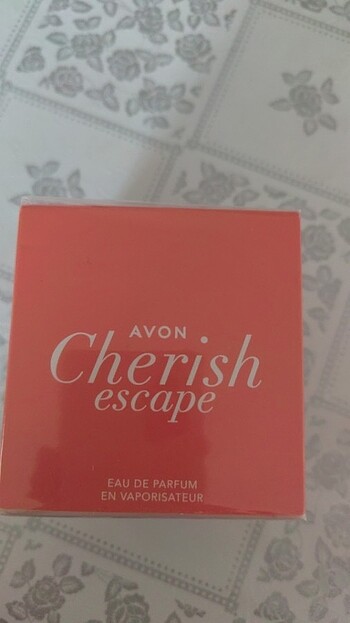 AVON
Cherish
escape
EAU DE PARFUM
EN VAPORISATEUR